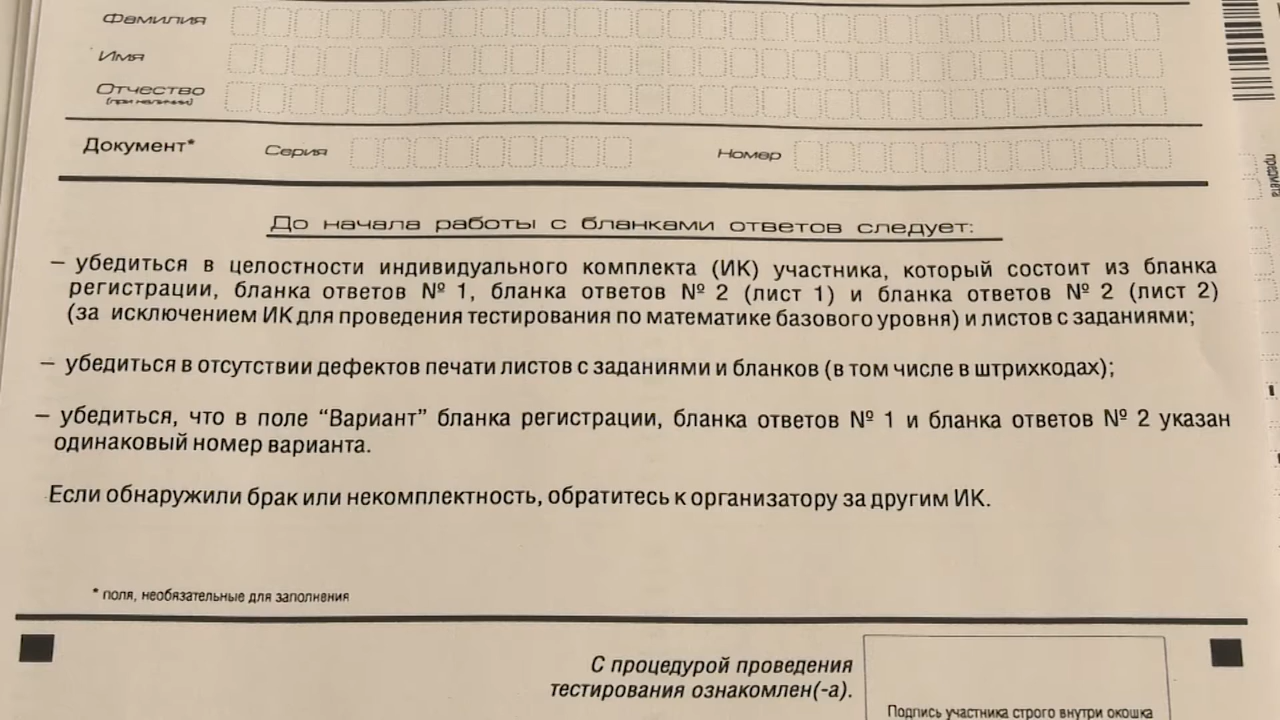 Фамилия
Имя
Отчество
(при наличии)
Документ* Серия Номер
До начала работы с бланками ответов следует:
– убедиться в целостности индивидуального комплекта (ИК) участника, который состоит из бланка
регистрации, бланка ответов № 1, бланка ответов № 2 (лист 1) и бланка ответов № 2 (лист 2)
(за исключением ИК для проведения тестирования по математике базового уровня) и листов с заданиями;
– убедиться в отсутствии дефектов печати листов с заданиями и бланков (в том числе в штрихкодах);
– убедиться, что в поле “Вариант” бланка регистрации, бланка ответов № 1 и бланка ответов № 2 указан
одинаковый номер варианта.
Если обнаружили брак или некомплектность, обратитесь к организатору за другим ИК.
* поля, необязательные для заполнения
С процедурой проведения
тестирования ознакомлен(-а).
Подпись участника строго внутри окошка
предмета